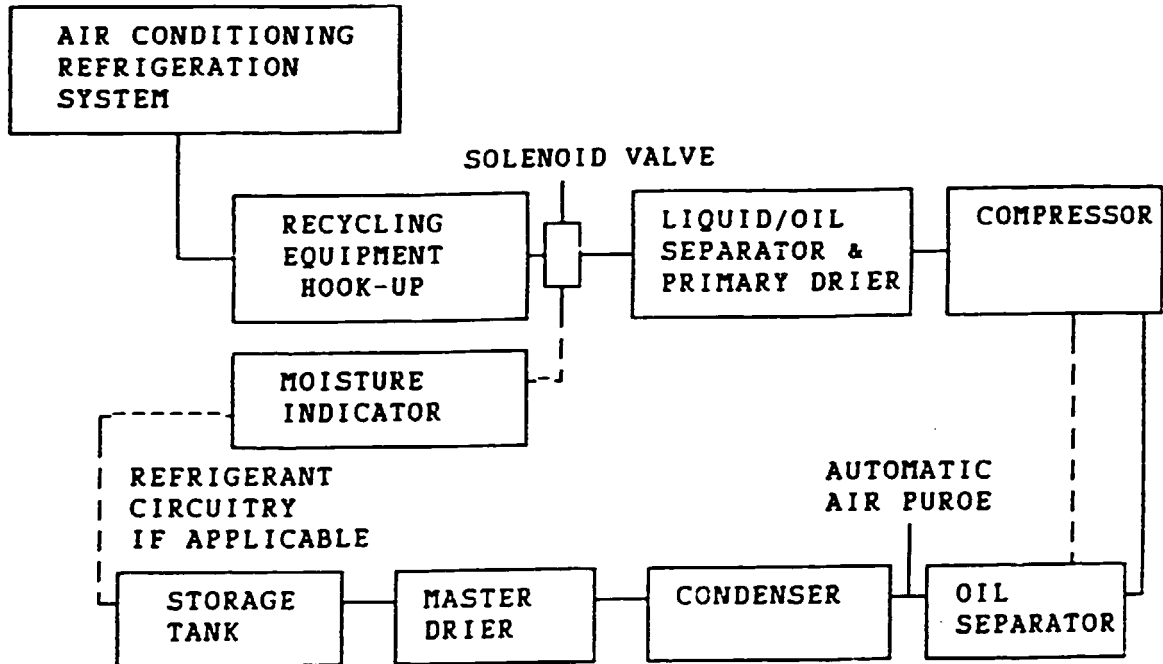 AIR CONDITIONING
REFRIGERATION
SYSTEM
SOLENOID VALVE
RECYCLING
EQUIPMENT
HOOK-UP
LIQUID/OIL
SEPARATOR &
PRIMARY DRIER
COMPRESSOR
MOISTURE
INDICATOR
REFRIGERANT
CIRCUITRY
IF APPLICABLE
AUTOMATIC
AIR PUROE
STORAGE
TANK
MASTER
DRIER
CONDENSER
OIL
SEPARATOR